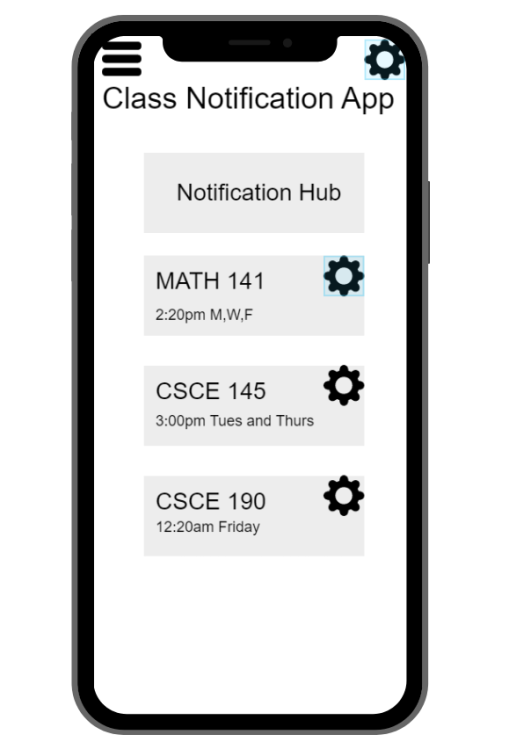 Class Notification App
Notification Hub
MATH 141
2:20pm M,W,F
CSCE 145
3:00pm Tues and Thurs
CSCE 190
12:20am Friday